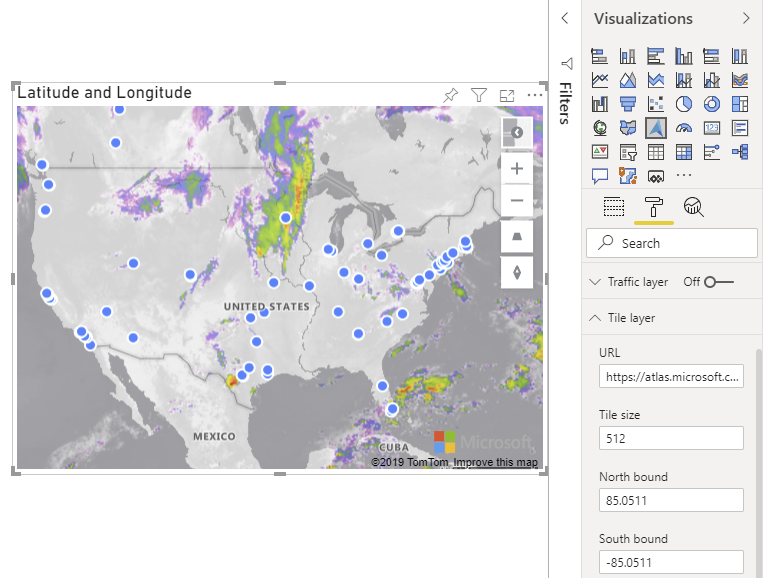 Visualizations
Filters
Latitude and Longitude
UNITED STATES
MEXICO
CUBA
Microsoft
©2019 TomTom Improve this map
Search
Traffic layer Off
Tile layer
URL
https://atlas.microsoft.c...
Tile size
512
North bound
85.0511
South bound
-85.0511